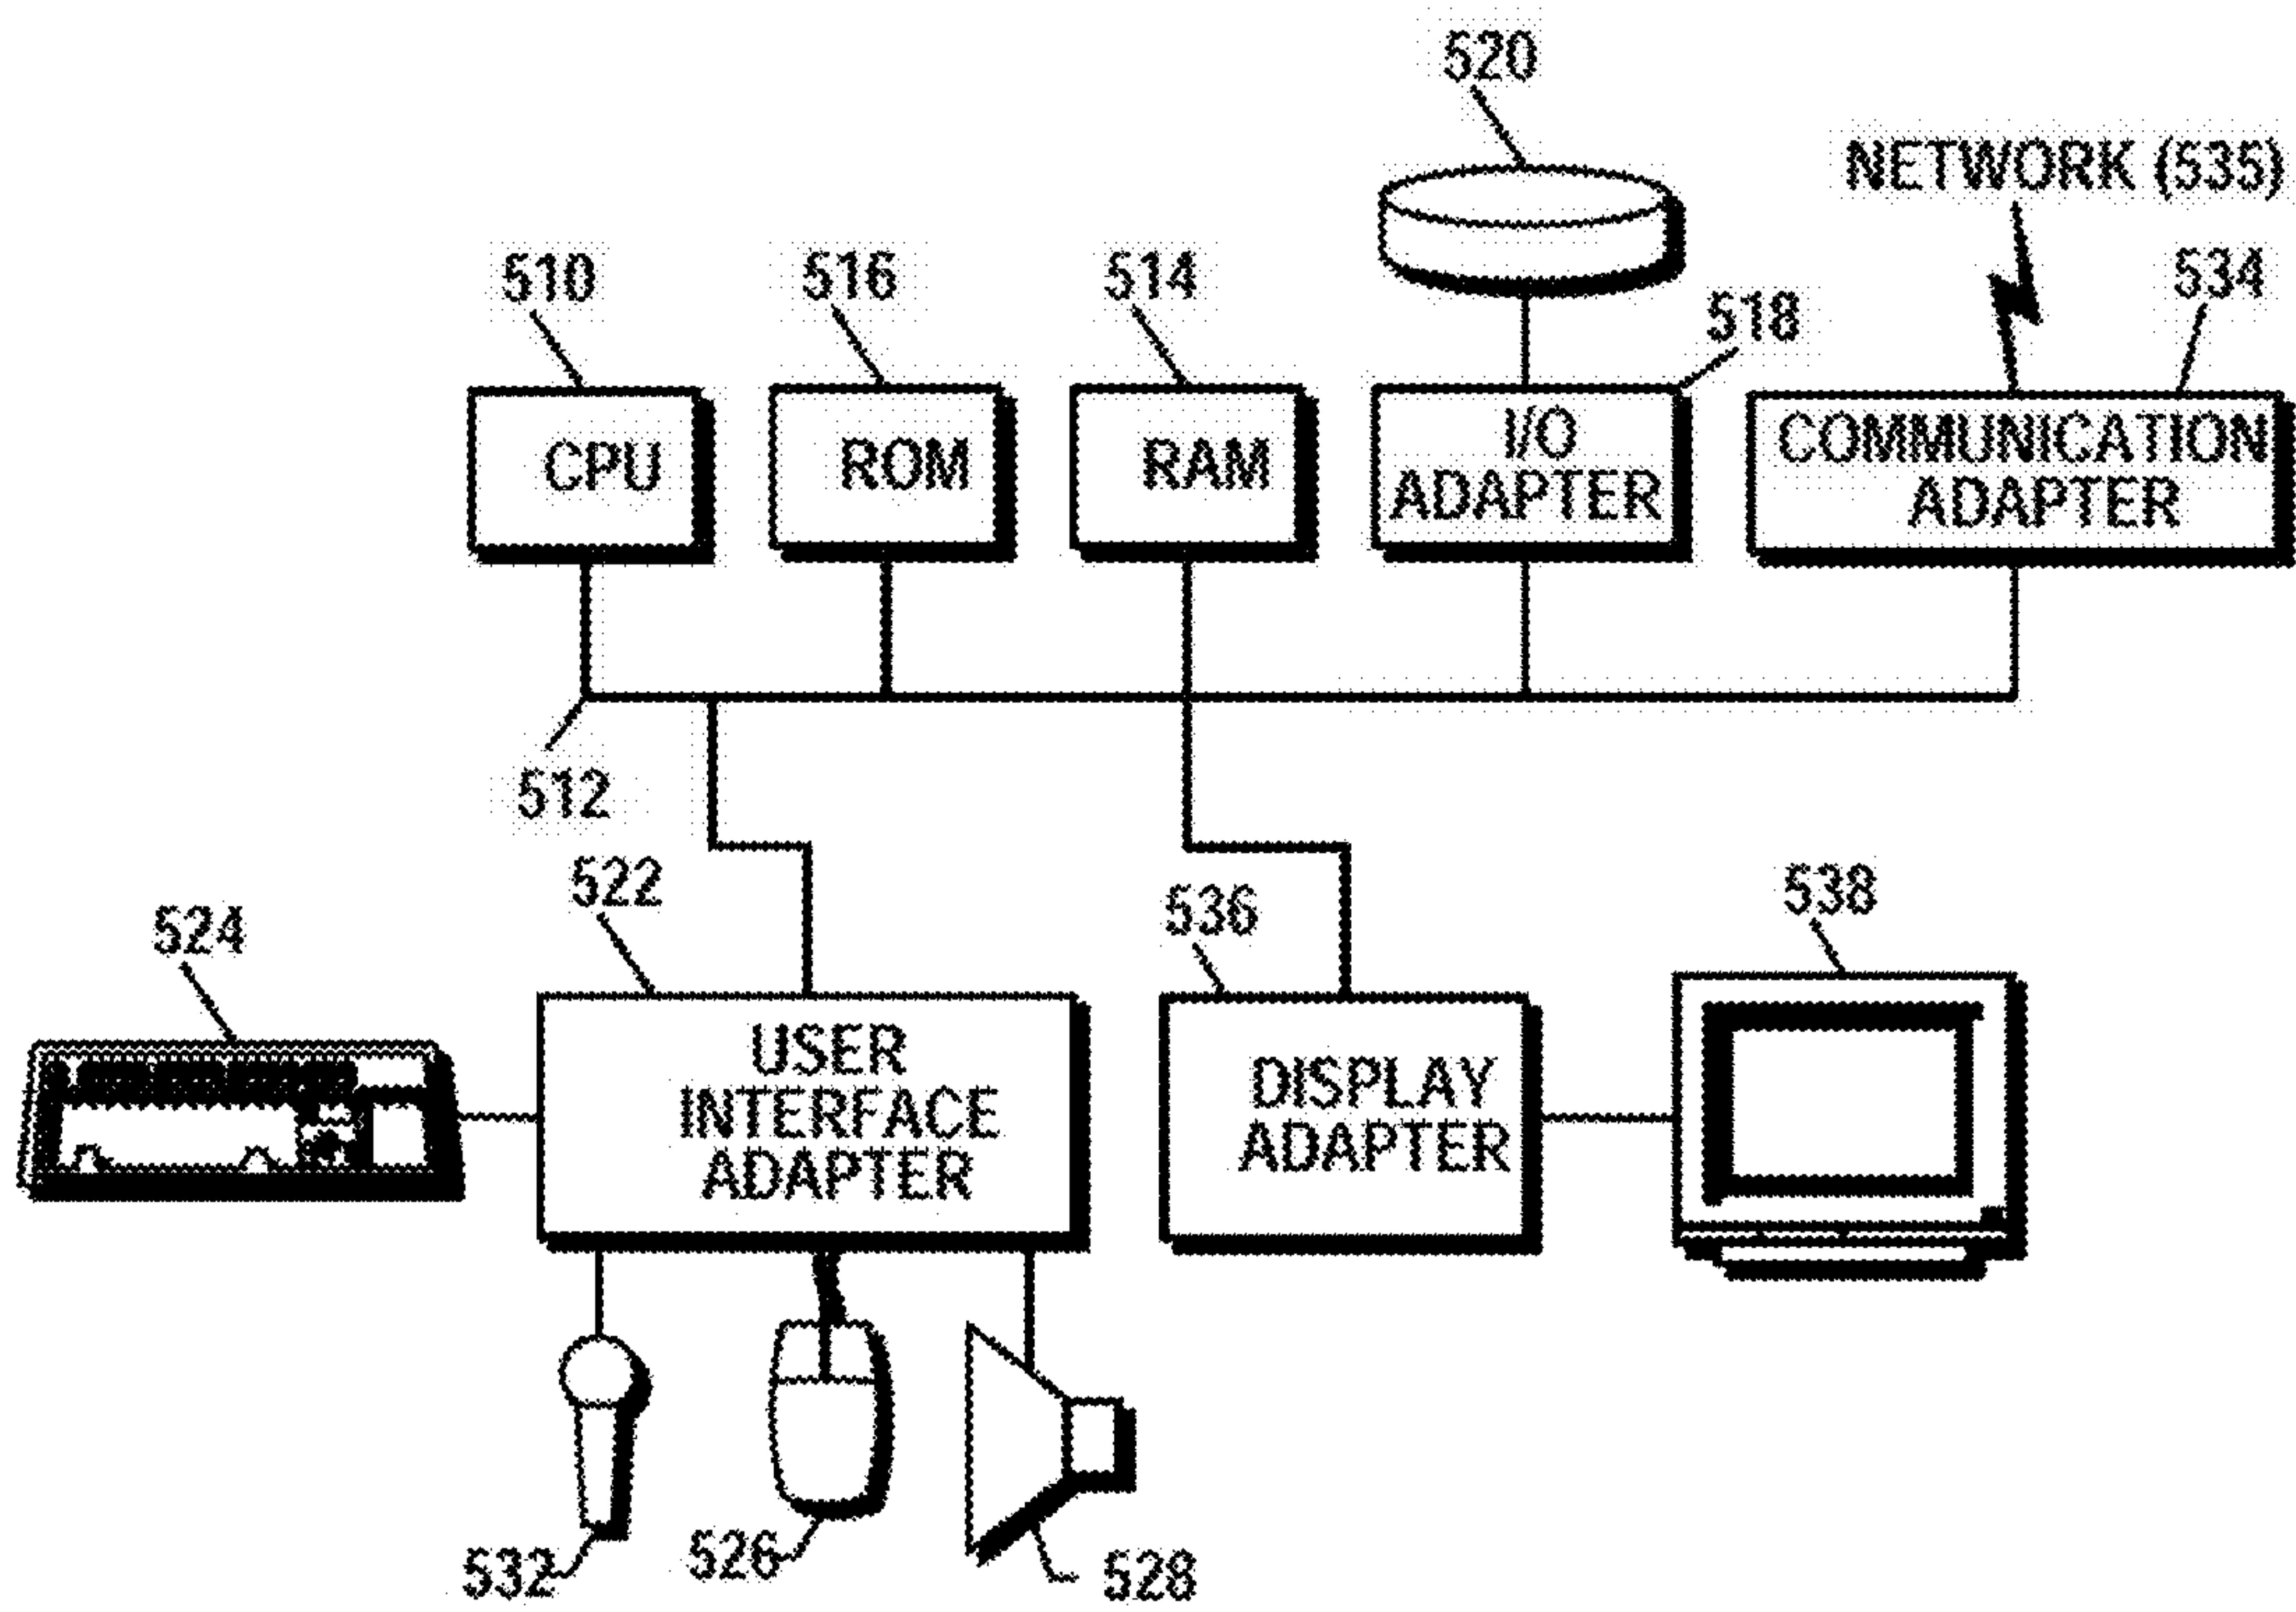 520
NETWORK (535)
510
516
514
518
534
CPU
ROM
RAM
I/O
ADAPTER
COMMUNICATION
ADAPTER
512
522
524
536
538
USER
INTERFACE
ADAPTER
DISPLAY
ADAPTER
532
526
528